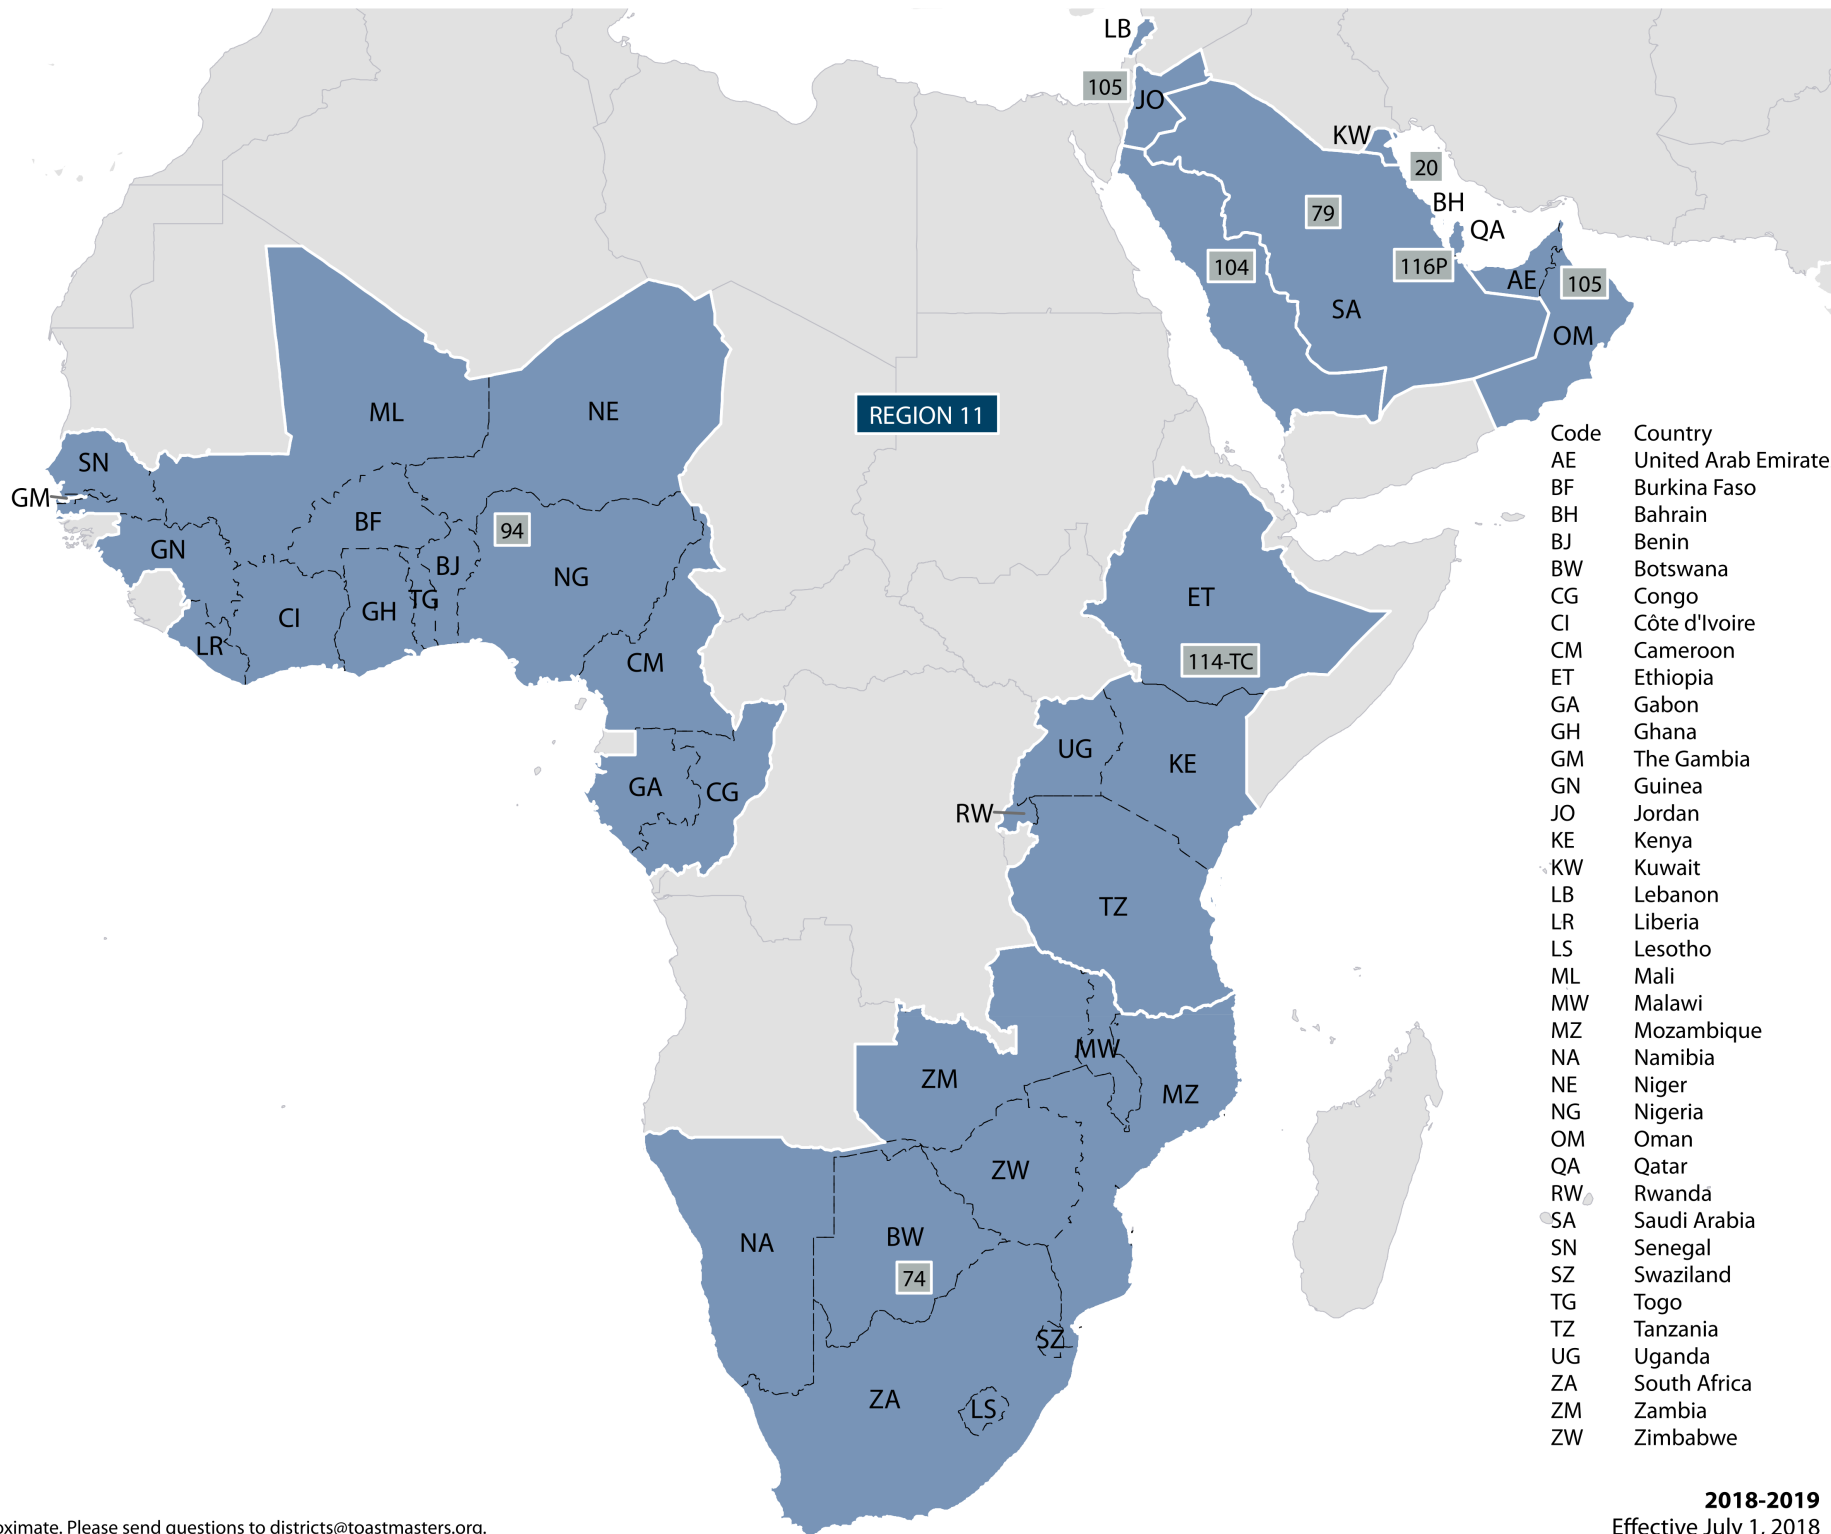 LB
105
JO
KW
20
BH
79
QA
104
116P
AE
105
SA
OM
ML
NE
REGION 11
SN
GM
BF
94
GN
BJ
NG
TG
CI
GH
LR
CM
ET
114-TC
UG
KE
GA
CG
RW
TZ
MW
ZM
MZ
ZW
NA
BW
74
SZ
ZA
LS
Code Country
AE United Arab Emirate
BF Burkina Faso
BH Bahrain
BJ Benin
BW Botswana
CG Congo
CI Côte d'Ivoire
CM Cameroon
ET Ethiopia
GA Gabon
GH Ghana
GM The Gambia
GN Guinea
JO Jordan
KE Kenya
KW Kuwait
LB Lebanon
LR Liberia
LS Lesotho
ML Mali
MW Malawi
MZ Mozambique
NA Namibia
NE Niger
NG Nigeria
OM Oman
QA Qatar
RW Rwanda
SA Saudi Arabia
SN Senegal
SZ Swaziland
TG Togo
TZ Tanzania
UG Uganda
ZA South Africa
ZM Zambia
ZW Zimbabwe
2018-2019
Effective July 1, 2018
oximate. Please send questions to districts@toastmasters.org.